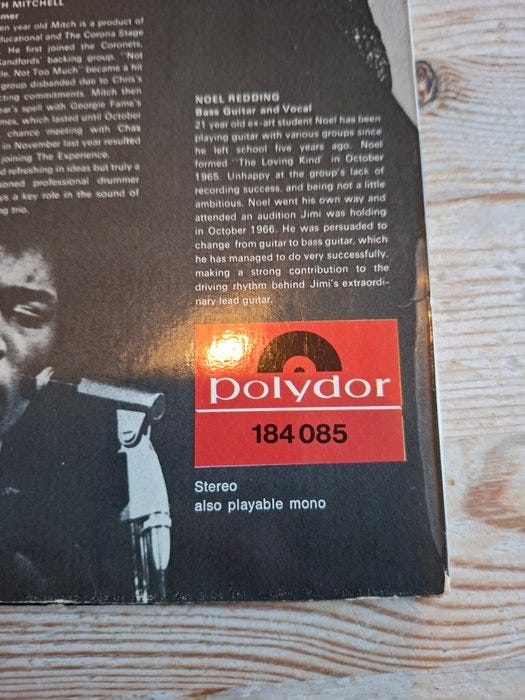 H MITCHELL
mer
en year old Mitch is a product of
ducational and The Corona Stage
. He first joined the Coronets,
andfords' backing group. "Not
le, Not Too Much" became a hit
group disbanded due to Chris's
cting commitments. Mitch then
ear's spell with Georgie Fame's
mes, which lasted until October
chance meeting with Chas
in November last year resulted
joining The Experience.
d refreshing in ideas but truly a
soned professional drummer
ys a key role in the sound of
ng trio.
NOEL REDDING
Bass Guitar and Vocal
21 year old ex-art student Noel has been
playing guitar with various groups since
he left school five years ago. Noel
formed "The Loving Kind" in October
1965. Unhappy at the group's lack of
recording success, and being not a little
ambitious, Noel went his own way and
attended an audition Jimi was holding
in October 1966. He was persuaded to
change from guitar to bass guitar, which
he has managed to do very successfully,
making a strong contribution to the
driving rhythm behind Jimi's extraordi-
nary lead guitar.
polydor
184 085
Stereo
also playable mono